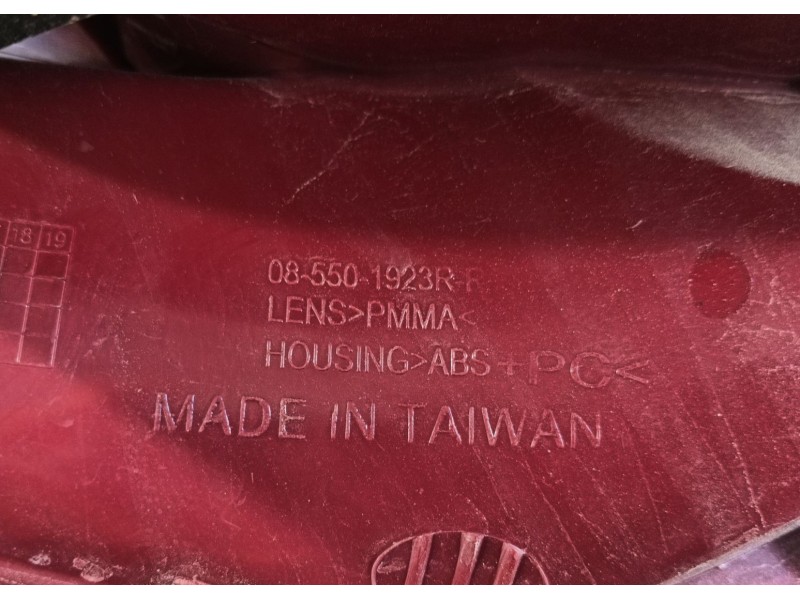 18 19
08-550-1923R-R
LENS>PMMA<
HOUSING>ABS+PC<
MADE IN TAIWAN